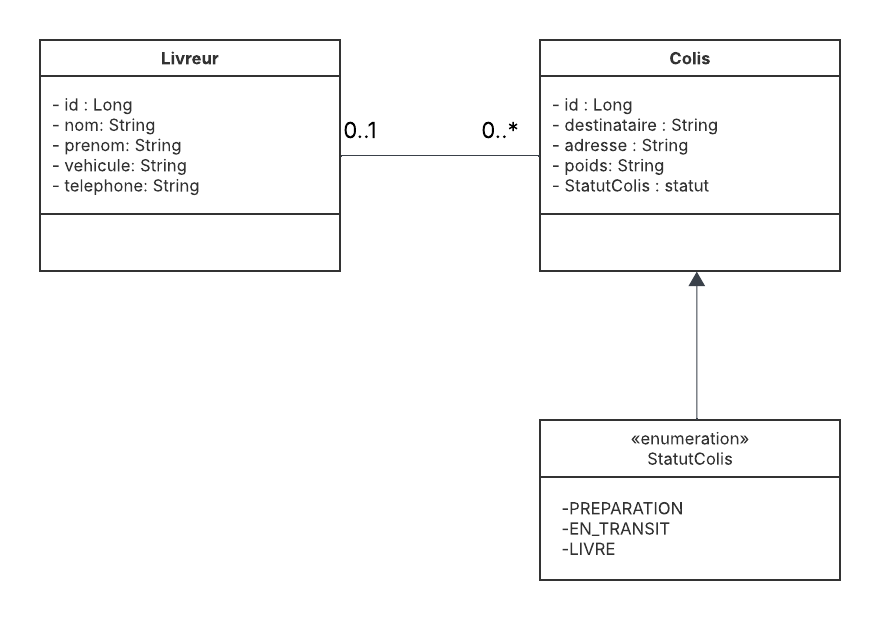 Livreur
- id : Long
- nom: String
- prenom: String
- vehicule: String
- telephone: String
0..1
0..*
Colis
- id : Long
- destinataire : String
- adresse : String
- poids: String
- StatutColis : statut
«enumeration»
StatutColis
-PREPARATION
-EN_TRANSIT
-LIVRE